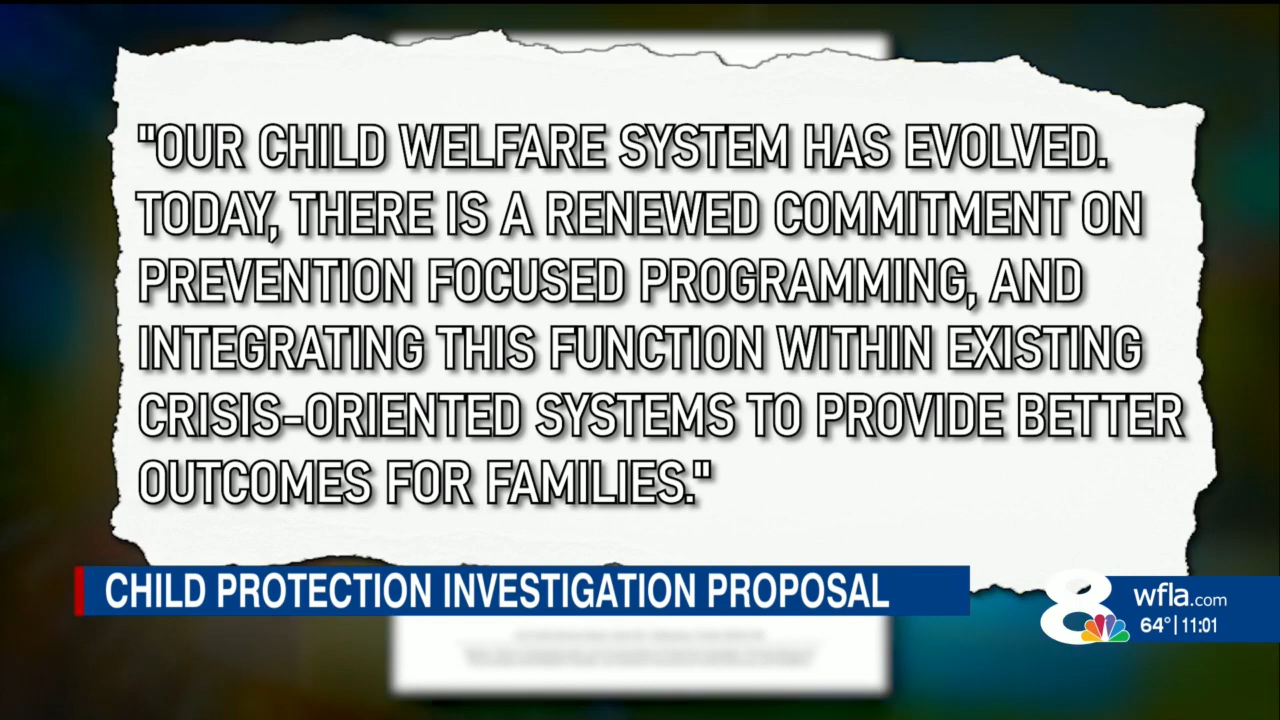 "OUR CHILD WELFARE SYSTEM HAS EVOLVED.
TODAY, THERE IS A RENEWED COMMITMENT ON
PREVENTION FOCUSED PROGRAMMING, AND
INTEGRATING THIS FUNCTION WITHIN EXISTING
CRISIS-ORIENTED SYSTEMS TO PROVIDE BETTER
OUTCOMES FOR FAMILIES."
CHILD PROTECTION INVESTIGATION PROPOSAL
8
wfla.com
64° | 11:01